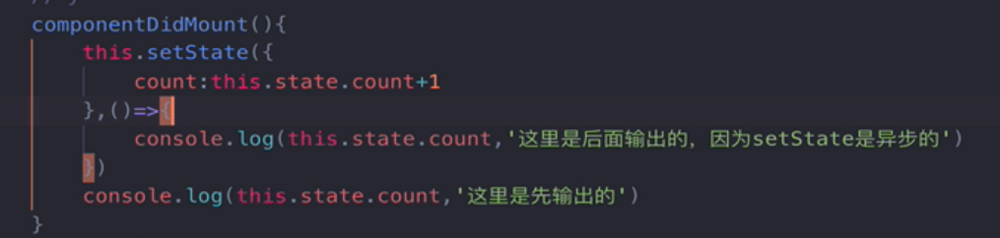 componentDidMount(){
this.setState({
count:this.state.count+1
},()=>{
console.log(this.state.count,'这里是后面输出的，因为setState是异步的')
})
console.log(this.state.count,'这里是先输出的')
}